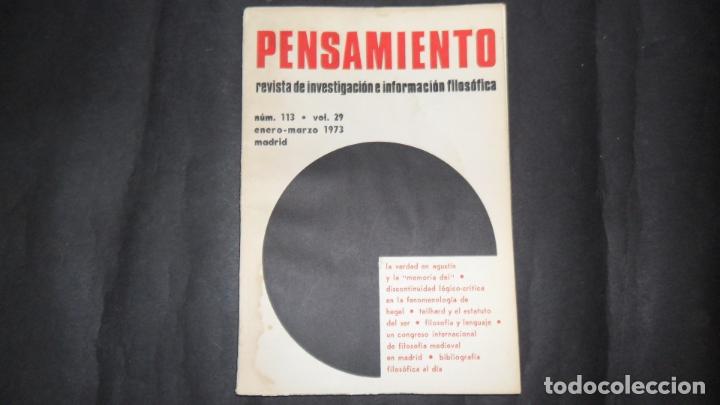 PENSAMIENTO
revista de investigación e información filosófica
núm. 113 • vol. 29
enero-marzo 1973
madrid
la verdad en agustín
y la "memoria dei" •
discontinuidad lógico-crítica
en la fenomenología de
hegel • teilhard y el estatuto
del ser • filosofía y lenguaje •
un congreso internacional
de filosofía medieval
en madrid • bibliografía
filosófica al día
todocoleccion
todocoleccion.net